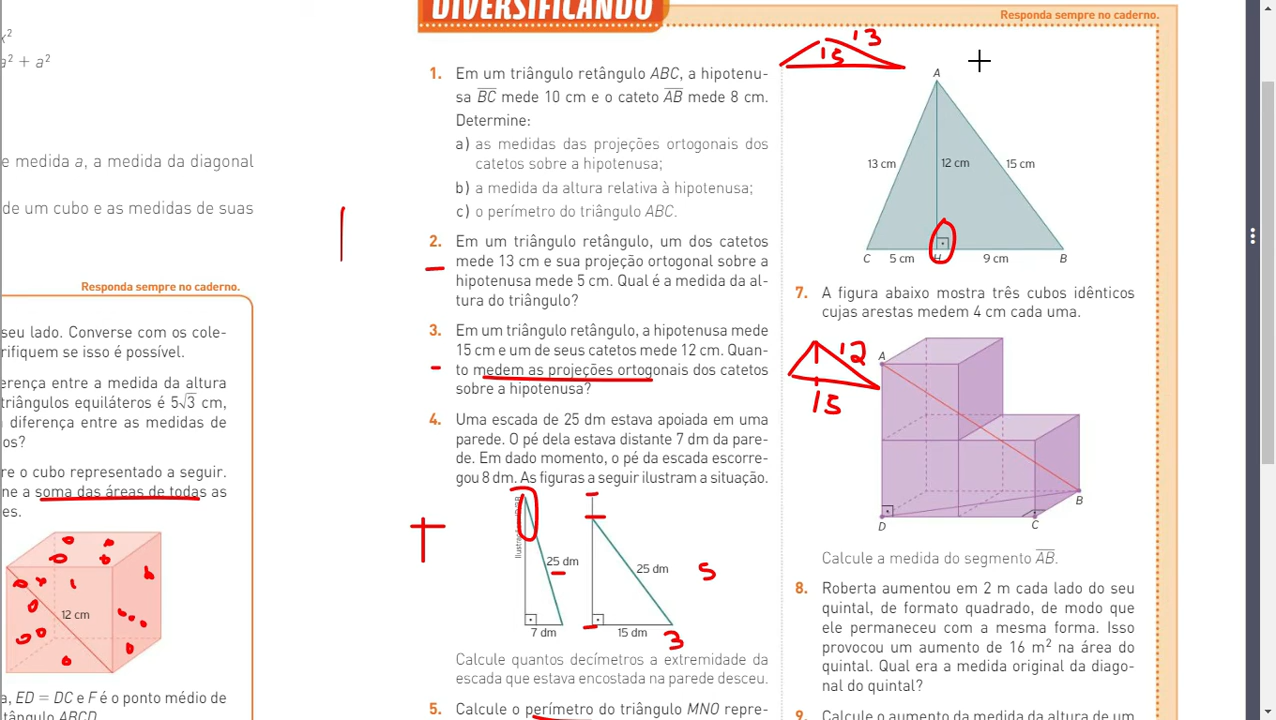 x²
a² + a²
e medida a, a medida da diagonal
de um cubo e as medidas de suas
Responda sempre no caderno.
seu lado. Converse com os cole-
rifiquem se isso é possível.
erença entre a medida da altura
triângulos equiláteros é 5√3 cm,
diferença entre as medidas de
os?
re o cubo representado a seguir.
ne a soma das áreas de todas as
es.
12 cm
a, ED = DC e F é o ponto médio de
tângulo ABCD
DIVERSIFICANDO
Responda sempre no caderno.
1. Em um triângulo retângulo ABC, a hipotenu-
sa BC mede 10 cm e o cateto AB mede 8 cm.
Determine:
a) as medidas das projeções ortogonais dos
catetos sobre a hipotenusa;
b) a medida da altura relativa à hipotenusa;
c) o perímetro do triângulo ABC.
2. Em um triângulo retângulo, um dos catetos
mede 13 cm e sua projeção ortogonal sobre a
hipotenusa mede 5 cm. Qual é a medida da al-
tura do triângulo?
3. Em um triângulo retângulo, a hipotenusa mede
15 cm e um de seus catetos mede 12 cm. Quan-
to medem as projeções ortogonais dos catetos
sobre a hipotenusa?
4. Uma escada de 25 dm estava apoiada em uma
parede. O pé dela estava distante 7 dm da pare-
de. Em dado momento, o pé da escada escorre-
gou 8 dm. As figuras a seguir ilustram a situação.
25 dm
7 dm
25 dm
15 dm
5
3
Calcule quantos decímetros a extremidade da
escada que estava encostada na parede desceu.
5. Calcule o perímetro do triângulo MNO repre-
13
15
A
13 cm
12 cm
15 cm
C
5 cm
H
9 cm
B
7. A figura abaixo mostra três cubos idênticos
cujas arestas medem 4 cm cada uma.
12
15
A
B
D
C
Calcule a medida do segmento AB.
8. Roberta aumentou em 2 m cada lado do seu
quintal, de formato quadrado, de modo que
ele permaneceu com a mesma forma. Isso
provocou um aumento de 16 m² na área do
quintal. Qual era a medida original da diago-
nal do quintal?
9. Calcule o aumento da medida da altura de um